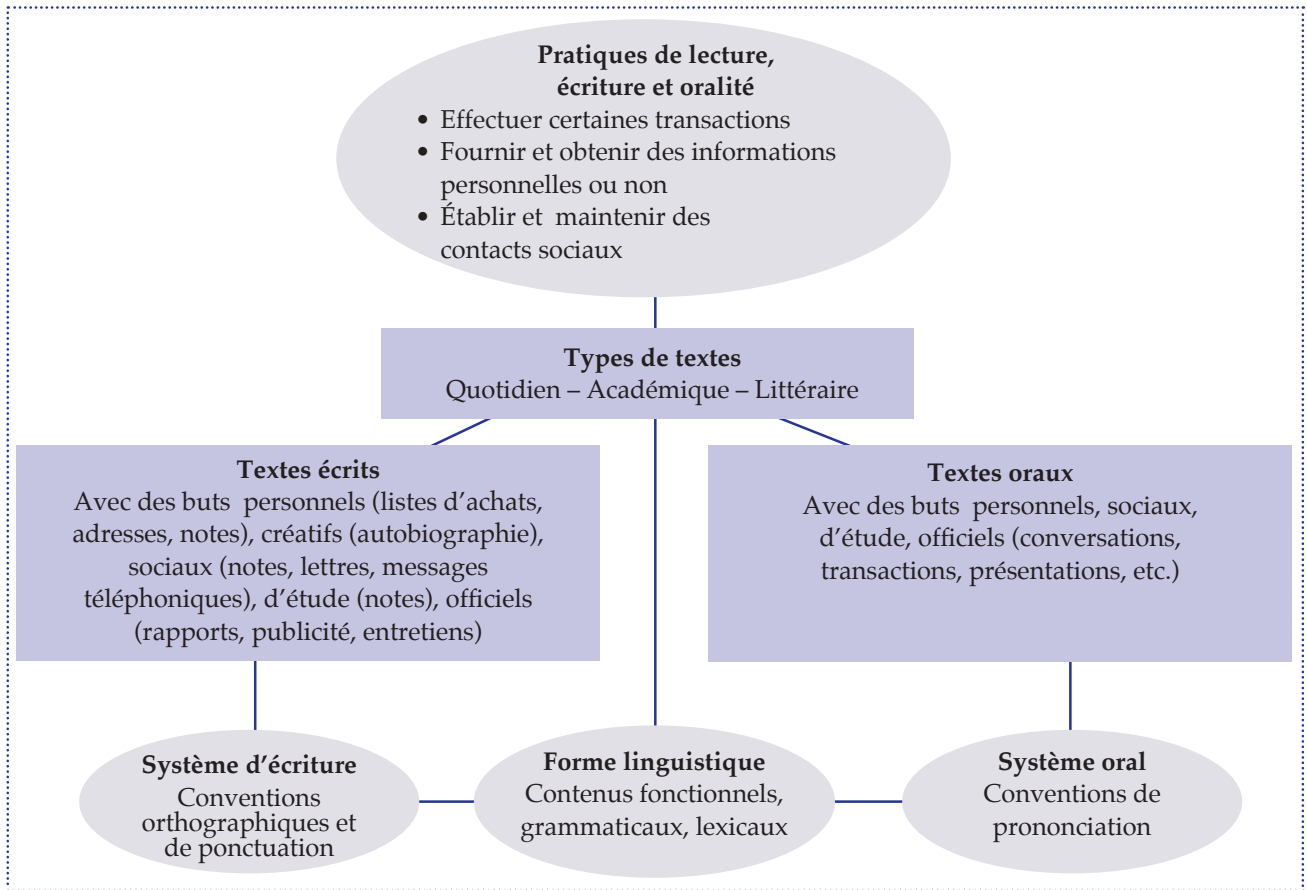 Pratiques de lecture,
écriture et oralité
• Effectuer certaines transactions
• Fournir et obtenir des informations
personnelles ou non
• Établir et maintenir des
contacts sociaux
Types de textes
Quotidien – Académique – Littéraire
Textes écrits
Avec des buts personnels (listes d'achats,
adresses, notes), créatifs (autobiographie),
sociaux (notes, lettres, messages
téléphoniques), d'étude (notes), officiels
(rapports, publicité, entretiens)
Textes oraux
Avec des buts personnels, sociaux,
d'étude, officiels (conversations,
transactions, présentations, etc.)
Système d'écriture
Conventions
orthographiques et
de ponctuation
Forme linguistique
Contenus fonctionnels,
grammaticaux, lexicaux
Système oral
Conventions de
prononciation